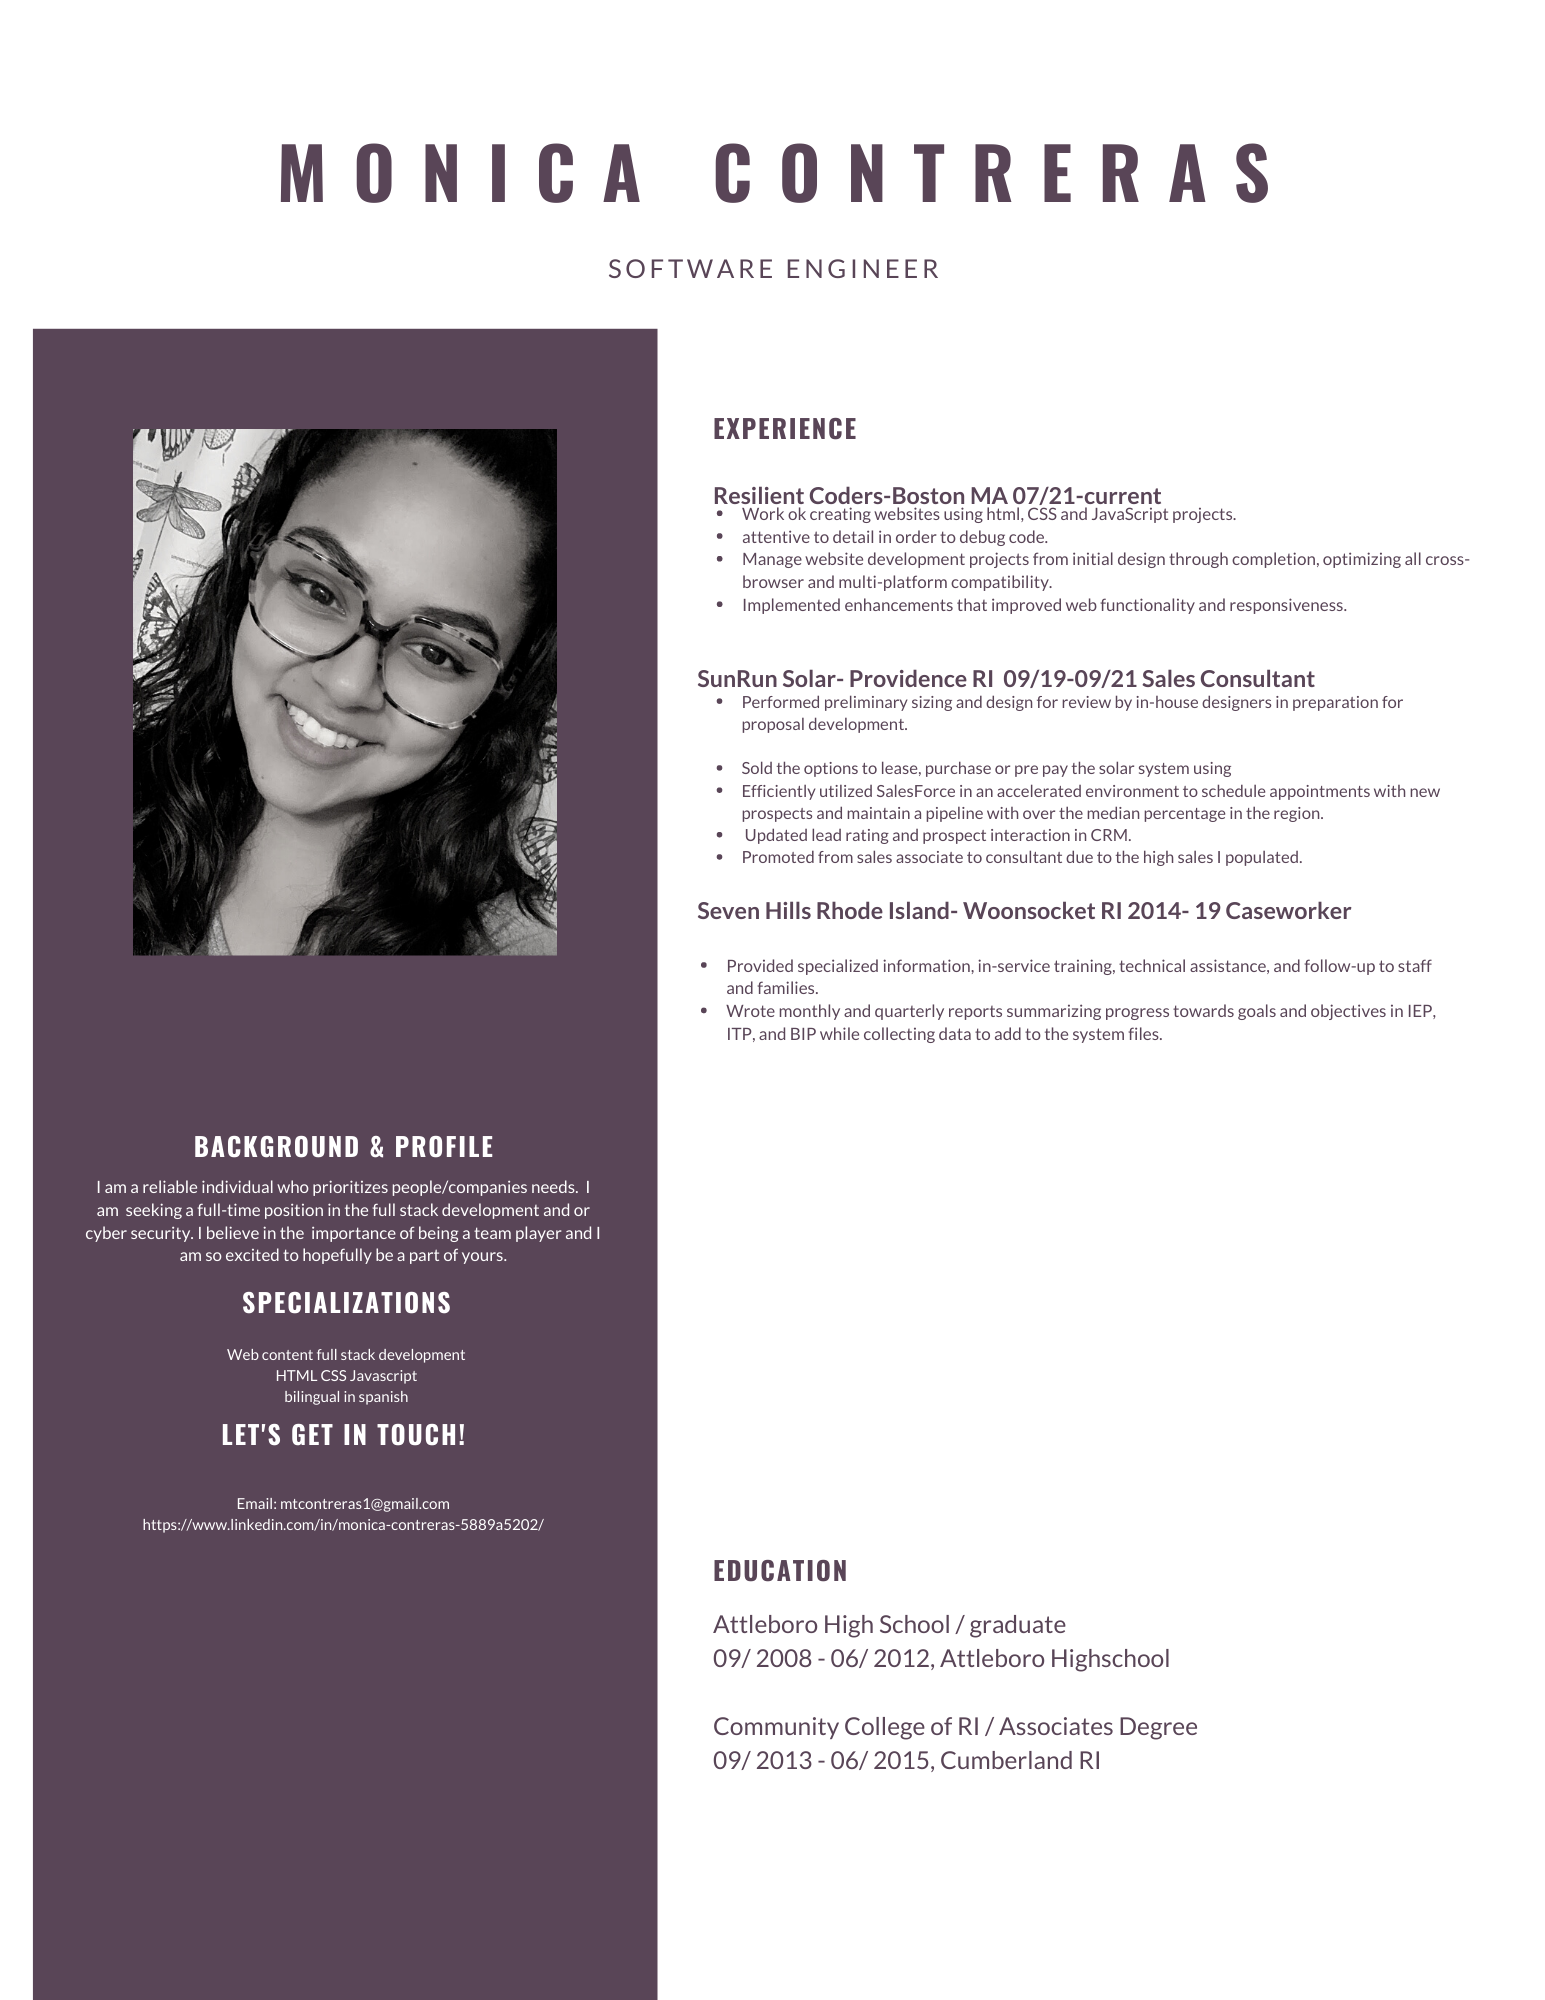 MONICA CONTRERAS
SOFTWARE ENGINEER
BACKGROUND & PROFILE
I am a reliable individual who prioritizes people/companies needs.  I
am  seeking a full-time position in the full stack development and or
cyber security. I believe in the  importance of being a team player and I
am so excited to hopefully be a part of yours.
SPECIALIZATIONS
Web content full stack development
HTML CSS Javascript
bilingual in spanish
LET'S GET IN TOUCH!
Email: mtcontreras1@gmail.com
https://www.linkedin.com/in/monica-contreras-5889a5202/
EXPERIENCE
Resilient Coders-Boston MA 07/21-current
• Work ok creating websites using html, CSS and JavaScript projects.
• attentive to detail in order to debug code.
• Manage website development projects from initial design through completion, optimizing all cross-
browser and multi-platform compatibility.
• Implemented enhancements that improved web functionality and responsiveness.
SunRun Solar- Providence RI  09/19-09/21 Sales Consultant
• Performed preliminary sizing and design for review by in-house designers in preparation for
proposal development.
• Sold the options to lease, purchase or pre pay the solar system using
• Efficiently utilized SalesForce in an accelerated environment to schedule appointments with new
prospects and maintain a pipeline with over the median percentage in the region.
• Updated lead rating and prospect interaction in CRM.
• Promoted from sales associate to consultant due to the high sales I populated.
Seven Hills Rhode Island- Woonsocket RI 2014- 19 Caseworker
• Provided specialized information, in-service training, technical assistance, and follow-up to staff
and families.
• Wrote monthly and quarterly reports summarizing progress towards goals and objectives in IEP,
ITP, and BIP while collecting data to add to the system files.
EDUCATION
Attleboro High School / graduate
09/ 2008 - 06/ 2012, Attleboro Highschool
Community College of RI / Associates Degree
09/ 2013 - 06/ 2015, Cumberland RI